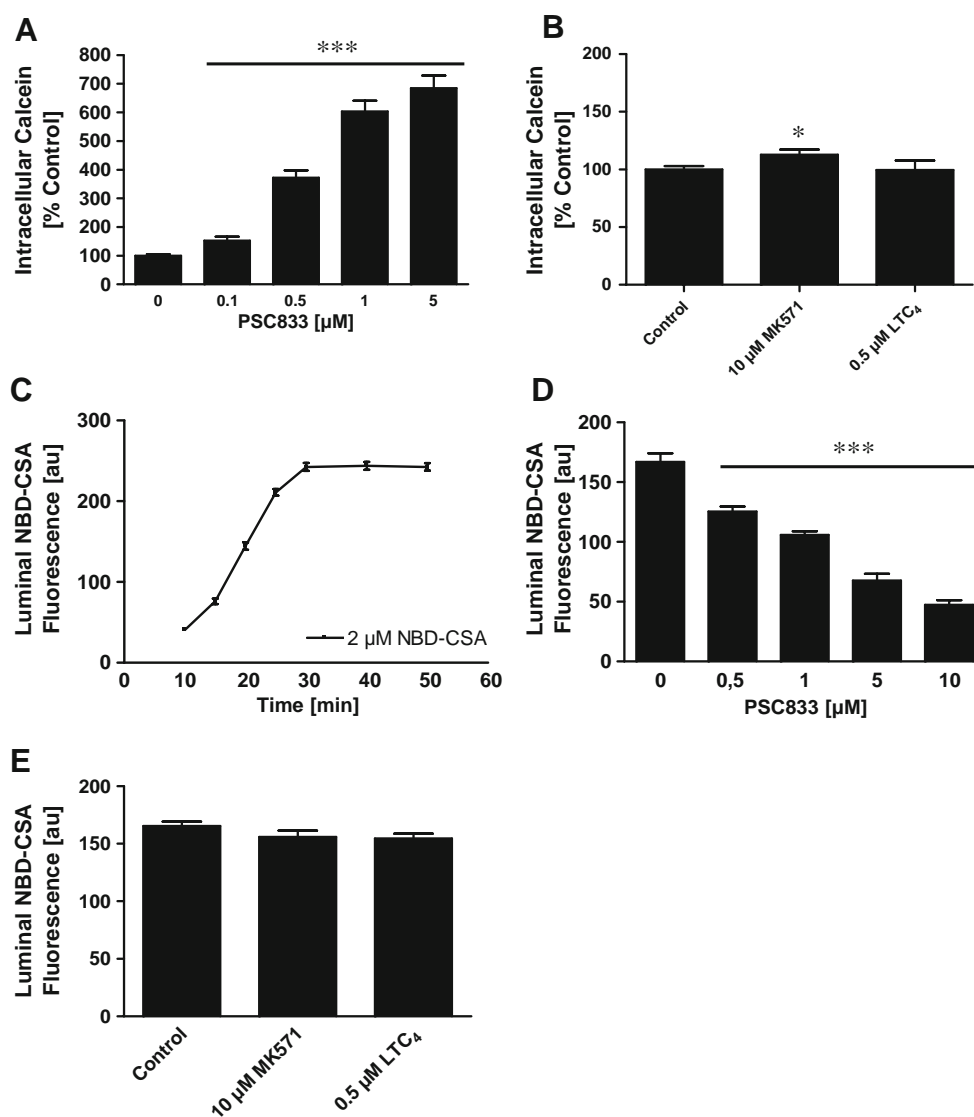 A
***
Intracellular Calcein
[% Control]
800
700
600
500
400
300
200
100
0
0 0.1 0.5 1 5
PSC833 [µM]
B
*
Intracellular Calcein
[% Control]
200
150
100
50
0
Control
10 µM MK571
0.5 µM LTC₄
C
Luminal NBD-CSA
Fluorescence [au]
300
200
100
0
0 10 20 30 40 50 60
Time [min]
2 µM NBD-CSA
D
***
Luminal NBD-CSA
Fluorescence [au]
200
150
100
50
0
0 0,5 1 5 10
PSC833 [µM]
E
Luminal NBD-CSA
Fluorescence [au]
200
150
100
50
0
Control
10 µM MK571
0.5 µM LTC₄